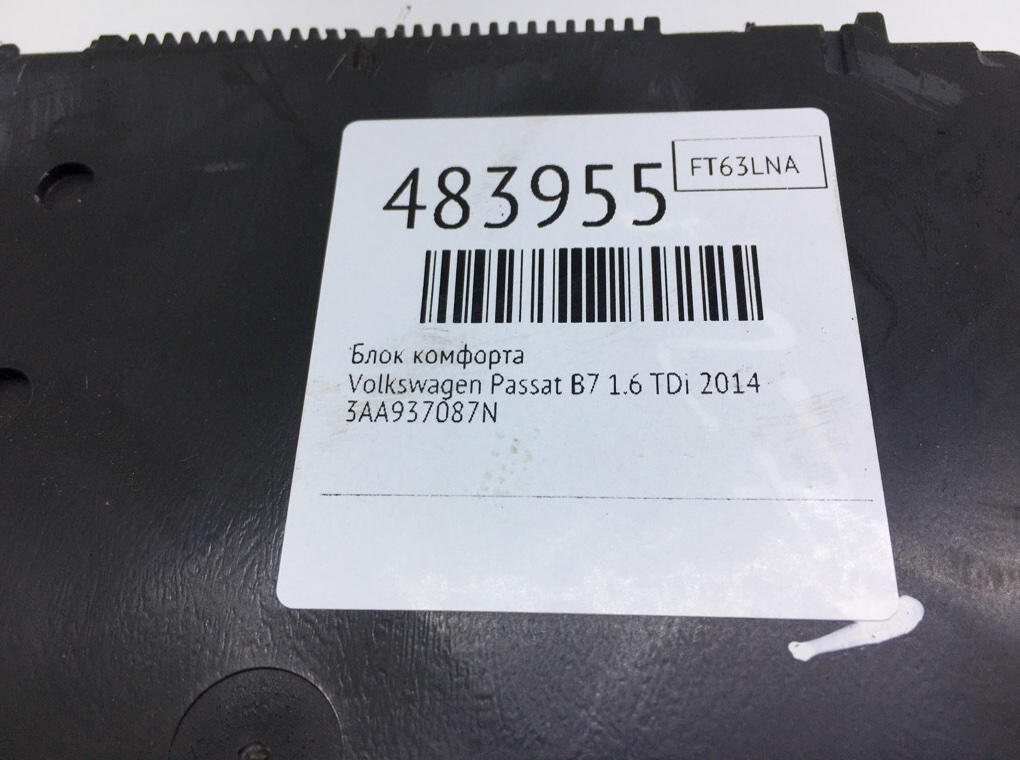 483955
FT63LNA
Блок комфорта
Volkswagen Passat B7 1.6 TDi 2014
3AA937087N